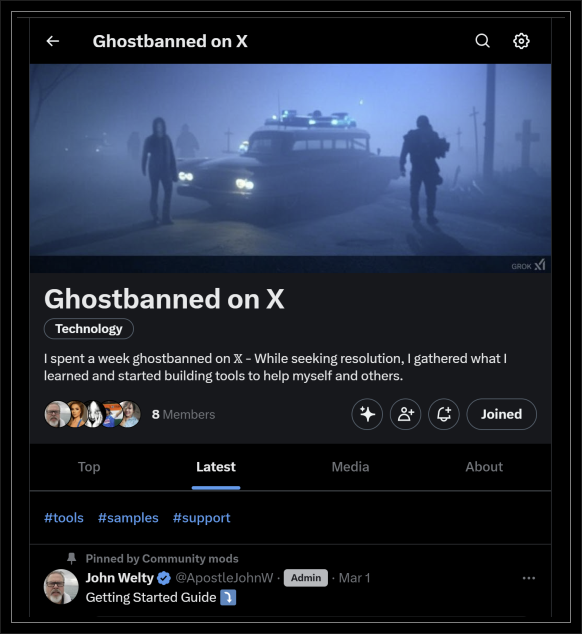 Ghostbanned on X
GROK
Ghostbanned on X
Technology
I spent a week ghostbanned on 𝕏 - While seeking resolution, I gathered what I
learned and started building tools to help myself and others.
8 Members
Joined
Top Latest Media About
#tools #samples #support
Pinned by Community mods
John Welty @ApostleJohnW · Admin · Mar 1
Getting Started Guide ⤵️